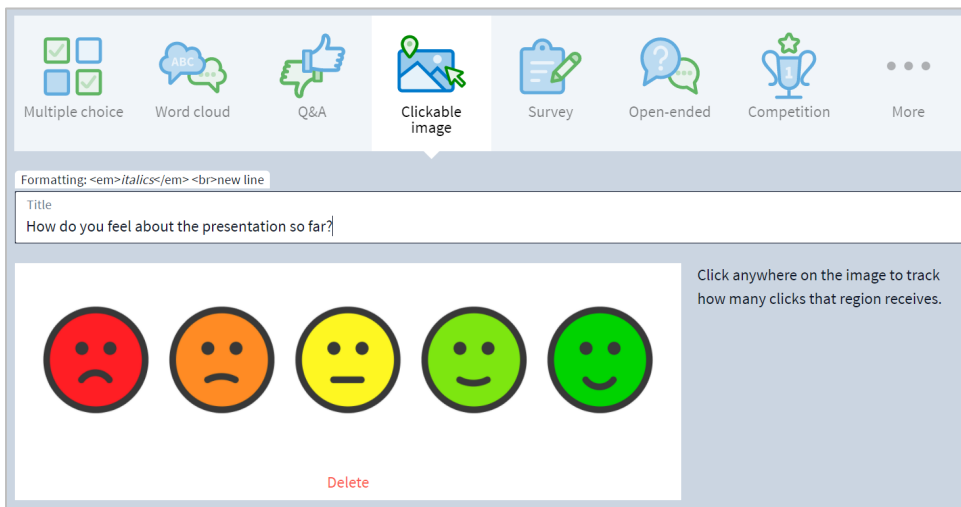 ABC
?
1
Multiple choice
Word cloud
Q&A
Clickable
image
Survey
Open-ended
Competition
More
Formatting: <em>italics</em> <br>new line
Title
How do you feel about the presentation so far?
Click anywhere on the image to track
how many clicks that region receives.
Delete